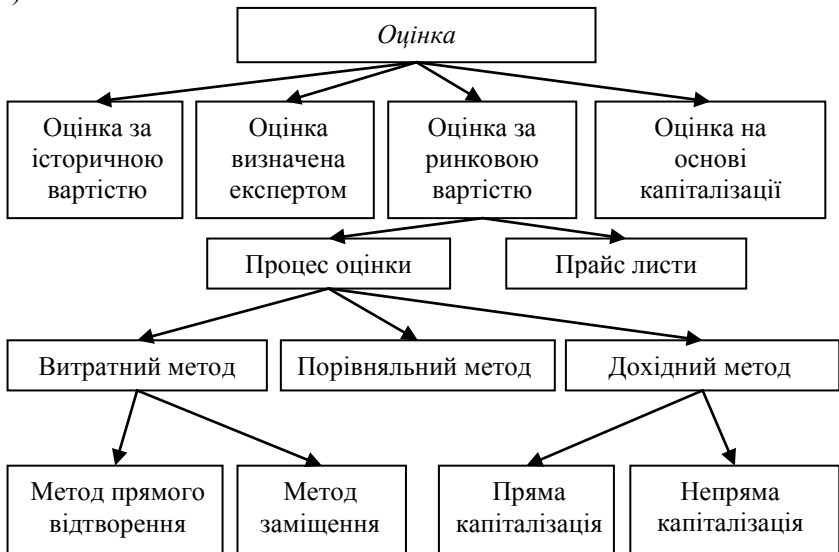 )
Оцінка
Оцінка за
історичною
вартістю
Оцінка
визначена
експертом
Оцінка за
ринковою
вартістю
Оцінка на
основі
капіталізації
Процес оцінки
Прайс листи
Витратний метод
Порівняльний метод
Дохідний метод
Метод прямого
відтворення
Метод
заміщення
Пряма
капіталізація
Непряма
капіталізація